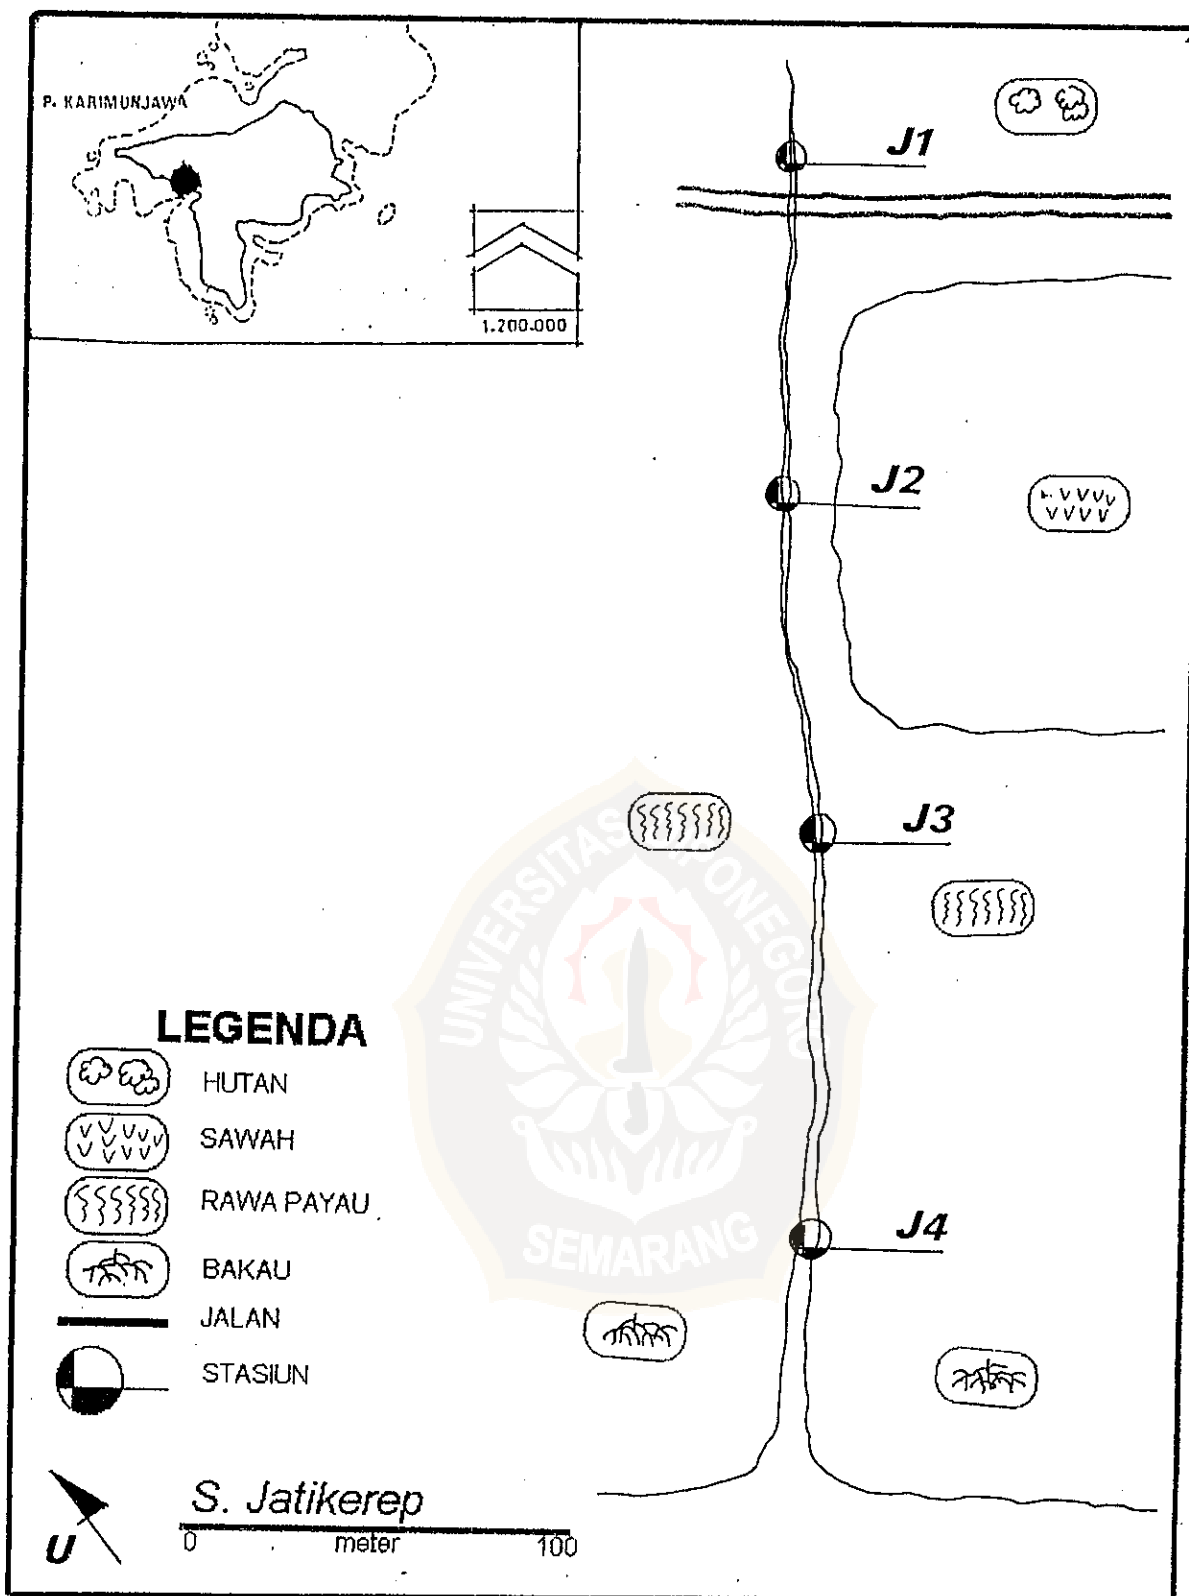 P. KARIMUNJAWA
1.200.000
J1
J2
J3
J4
UNIVERSITAS DIPONEGORO
SEMARANG
LEGENDA
HUTAN
SAWAH
RAWA PAYAU
BAKAU
JALAN
STASIUN
U
S. Jatikerep
0 meter 100